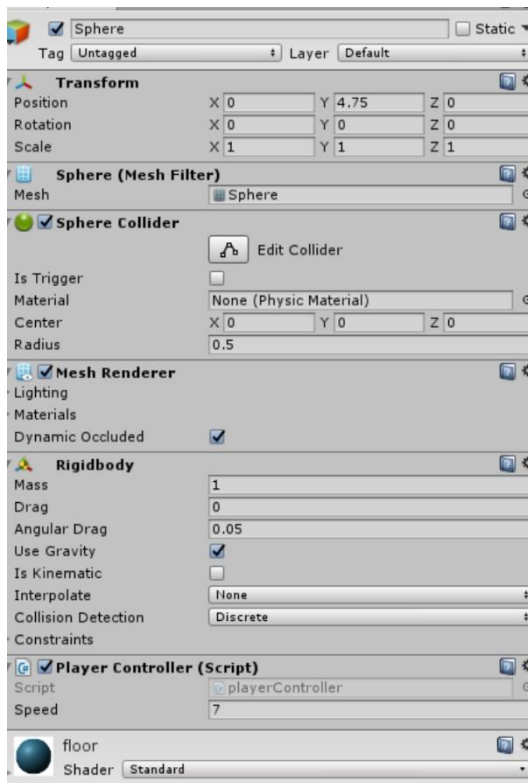 Sphere Static
Tag Untagged Layer Default
Transform
Position X 0 Y 4.75 Z 0
Rotation X 0 Y 0 Z 0
Scale X 1 Y 1 Z 1
Sphere (Mesh Filter)
Mesh Sphere
Sphere Collider
Edit Collider
Is Trigger
Material None (Physic Material)
Center X 0 Y 0 Z 0
Radius 0.5
Mesh Renderer
Lighting
Materials
Dynamic Occluded
Rigidbody
Mass 1
Drag 0
Angular Drag 0.05
Use Gravity
Is Kinematic
Interpolate None
Collision Detection Discrete
Constraints
Player Controller (Script)
Script playerController
Speed 7
floor
Shader Standard